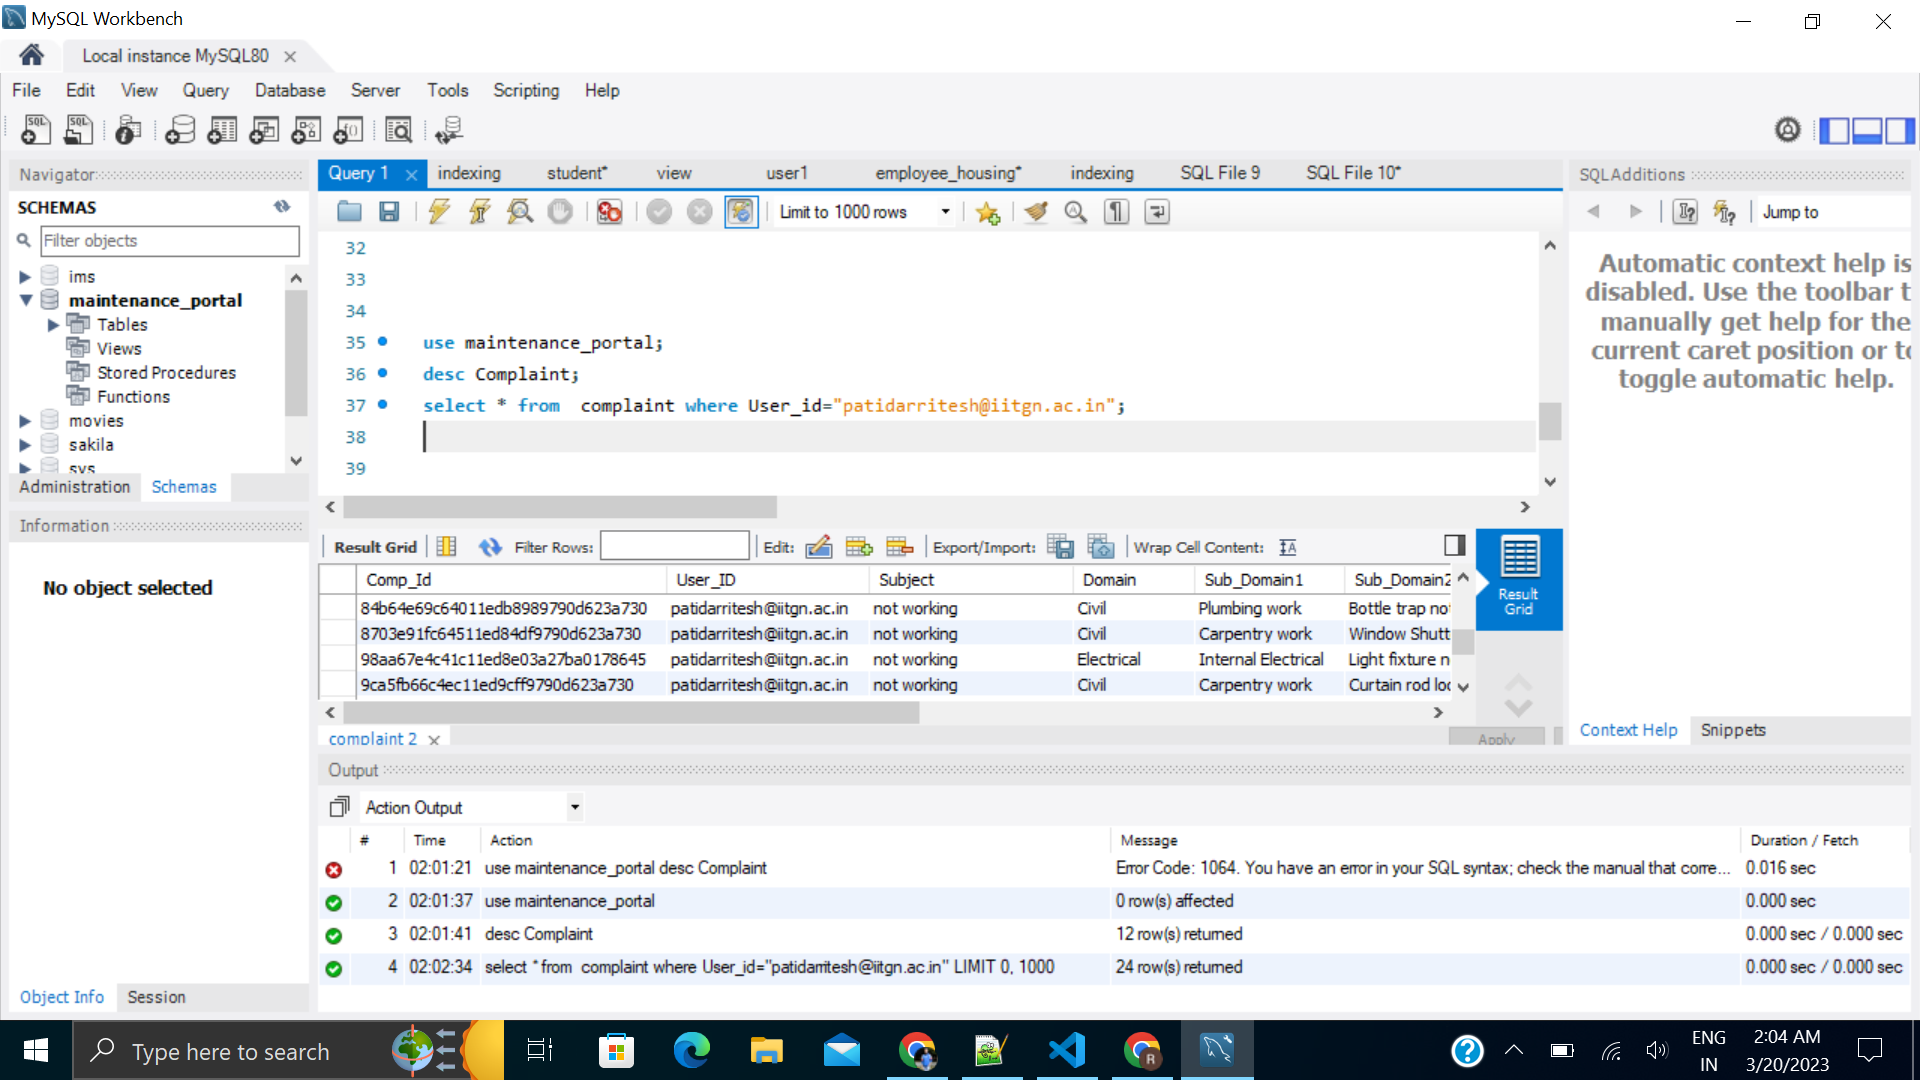 MySQL Workbench
Local instance MySQL80
File Edit View Query Database Server Tools Scripting Help
Navigator
SCHEMAS
Filter objects
ims
maintenance_portal
Tables
Views
Stored Procedures
Functions
movies
sakila
sys
Administration Schemas
Information
No object selected
Object Info Session
Query 1 indexing student* view user1 employee_housing* indexing SQL File 9 SQL File 10*
Limit to 1000 rows
32
33
34
35 use maintenance_portal;
36 desc Complaint;
37 select * from  complaint where User_id="patidarritesh@iitgn.ac.in";
38
39
Result Grid Filter Rows: Edit: Export/Import: Wrap Cell Content:
Comp_Id User_ID Subject Domain Sub_Domain1 Sub_Domain2
84b64e69c64011edb8989790d623a730 patidarritesh@iitgn.ac.in not working Civil Plumbing work Bottle trap no
8703e91fc64511ed84df9790d623a730 patidarritesh@iitgn.ac.in not working Civil Carpentry work Window Shutt
98aa67e4c41c11ed8e03a27ba0178645 patidarritesh@iitgn.ac.in not working Electrical Internal Electrical Light fixture n
9ca5fb66c4ec11ed9cff9790d623a730 patidarritesh@iitgn.ac.in not working Civil Carpentry work Curtain rod lo
Result
Grid
complaint 2
Apply
SQLAdditions
Jump to
Automatic context help is
disabled. Use the toolbar t
manually get help for the
current caret position or to
toggle automatic help.
Context Help Snippets
Output
Action Output
# Time Action Message Duration / Fetch
1 02:01:21 use maintenance_portal desc Complaint Error Code: 1064. You have an error in your SQL syntax; check the manual that corre... 0.016 sec
2 02:01:37 use maintenance_portal 0 row(s) affected 0.000 sec
3 02:01:41 desc Complaint 12 row(s) returned 0.000 sec / 0.000 sec
4 02:02:34 select * from  complaint where User_id="patidarritesh@iitgn.ac.in" LIMIT 0, 1000 24 row(s) returned 0.000 sec / 0.000 sec
Type here to search
ENG
IN
2:04 AM
3/20/2023